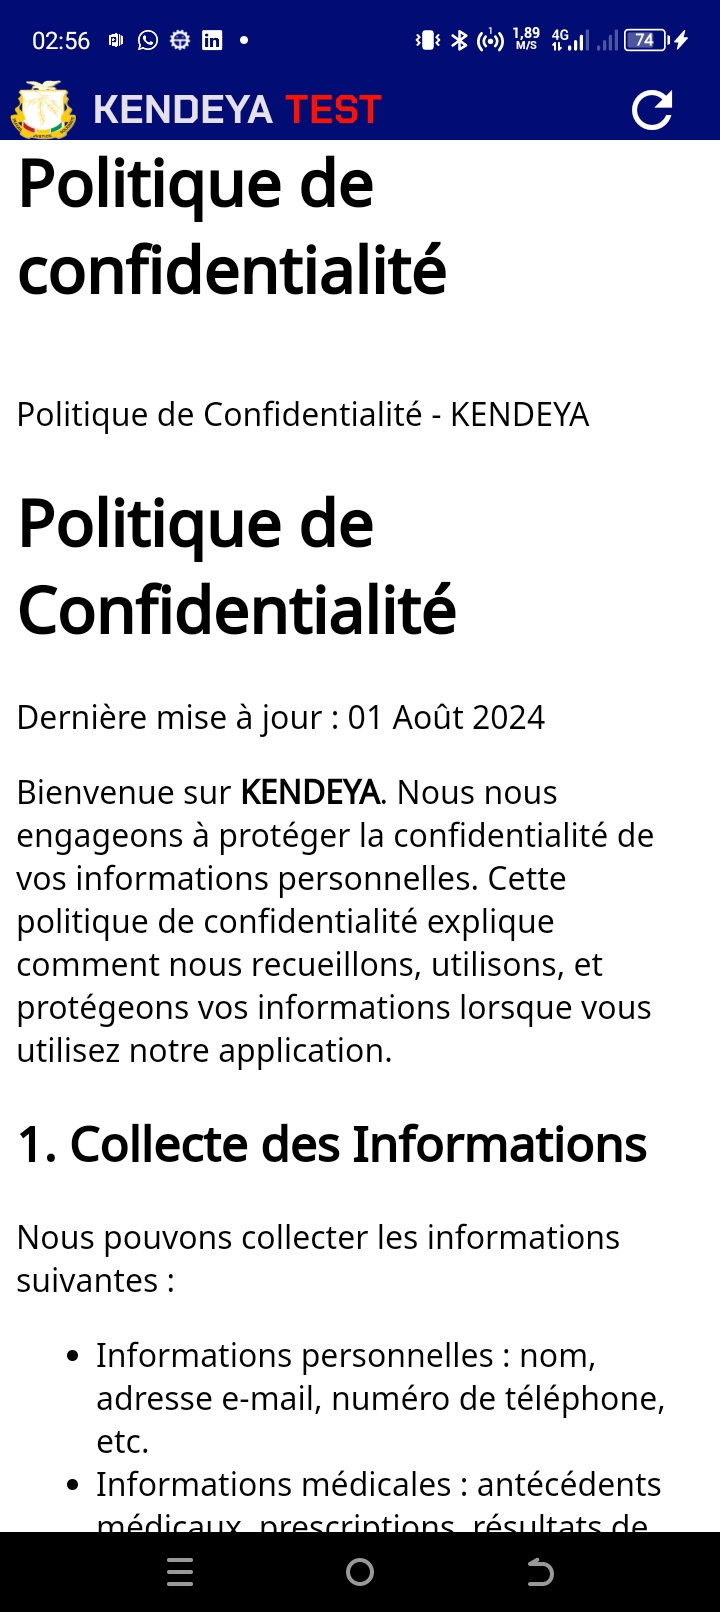 02:56
1,89
M/S
4G
74
KENDEYA TEST
Politique de
confidentialité
Politique de Confidentialité - KENDEYA
Politique de
Confidentialité
Dernière mise à jour : 01 Août 2024
Bienvenue sur KENDEYA. Nous nous
engageons à protéger la confidentialité de
vos informations personnelles. Cette
politique de confidentialité explique
comment nous recueillons, utilisons, et
protégeons vos informations lorsque vous
utilisez notre application.
1. Collecte des Informations
Nous pouvons collecter les informations
suivantes :
• Informations personnelles : nom,
adresse e-mail, numéro de téléphone,
etc.
• Informations médicales : antécédents
médicaux, prescriptions, résultats de